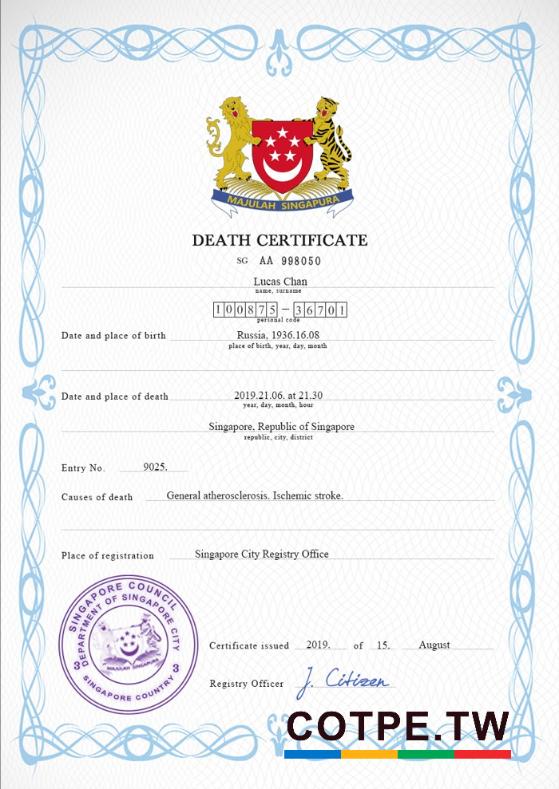 MAJULAH SINGAPURA
DEATH CERTIFICATE
SG AA 998050
Lucas Chan
name, surname
100875-36701
personal code
Date and place of birth Russia, 1936.16.08
place of birth, year, day, month
Date and place of death 2019.21.06. at 21.30
year, day, month, hour
Singapore, Republic of Singapore
republic, city, district
Entry No. 9025.
Causes of death General atherosclerosis. Ischemic stroke.
Place of registration Singapore City Registry Office
SINGAPORE COUNCIL
DEPARTMENT OF SINGAPORE CITY
MAJULAH SINGAPURA
3 3
SINGAPORE COUNTRY
Certificate issued 2019. of 15. August
Registry Officer J. Citizen
COTPE.TW